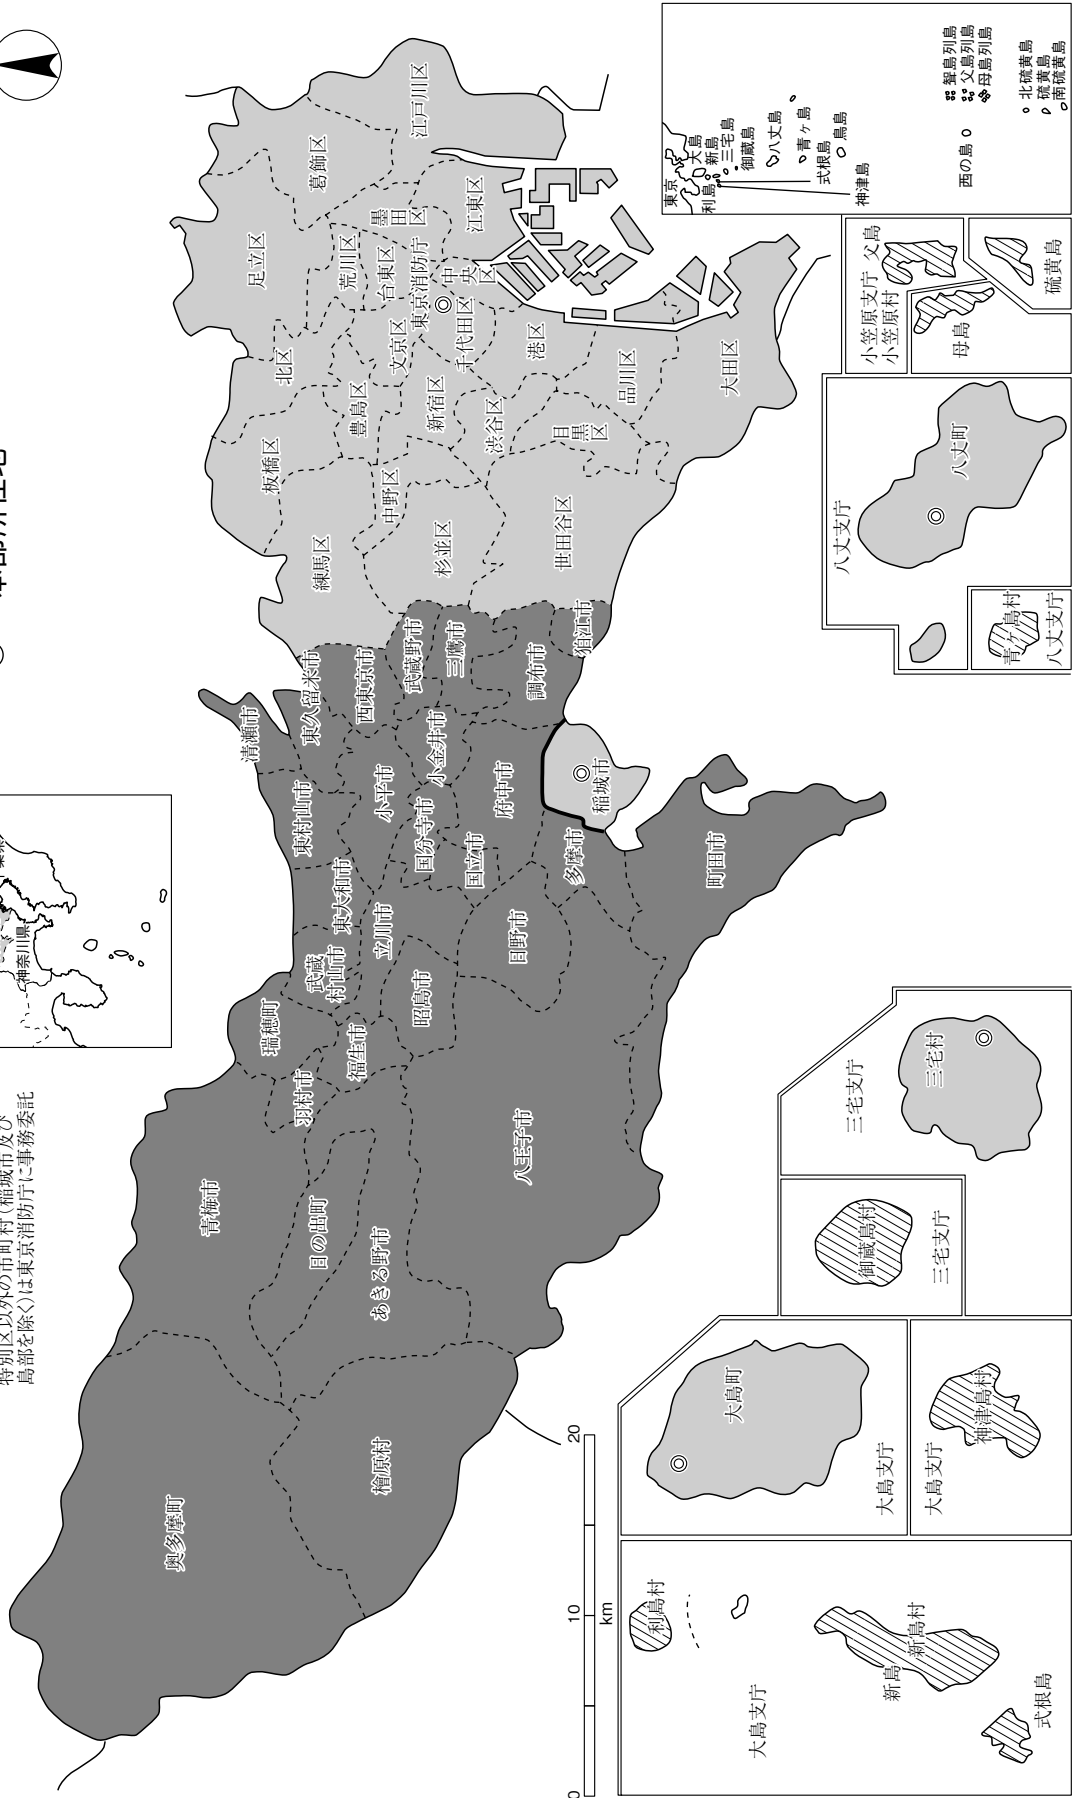 特別区以外の市町村(稲城市及び
島部を除く)は東京消防庁に事務委託
神奈川県
奥多摩町
檜原村
青梅市
日の出町
あきる野市
八王子市
羽村市
瑞穂町
福生市
武蔵
村山市
昭島市
立川市
東大和市
東村山市
清瀬市
東久留米市
西東京市
小平市
国分寺市
国立市
小金井市
府中市
日野市
多摩市
稲城市
町田市
武蔵野市
三鷹市
調布市
狛江市
練馬区
板橋区
北区
足立区
葛飾区
江戸川区
荒川区
墨
田
区
台東区
文京区
豊島区
中野区
杉並区
新宿区
渋谷区
世田谷区
目
黒
区
品川区
大田区
港区
千代田区
東京消防庁
中
央
区
江東区
0
10
20
km
利島村
大島支庁
新島
新島村
式根島
大島町
大島支庁
神津島村
大島支庁
御蔵島村
三宅支庁
三宅村
三宅支庁
八丈町
八丈支庁
青ヶ島村
八丈支庁
小笠原支庁
小笠原村
父島
母島
硫黄島
東京
大島
利島
新島
三宅島
御蔵島
八丈島
青ヶ島
式根島
鳥島
神津島
西の島
聟島列島
父島列島
母島列島
北硫黄島
硫黄島
南硫黄島